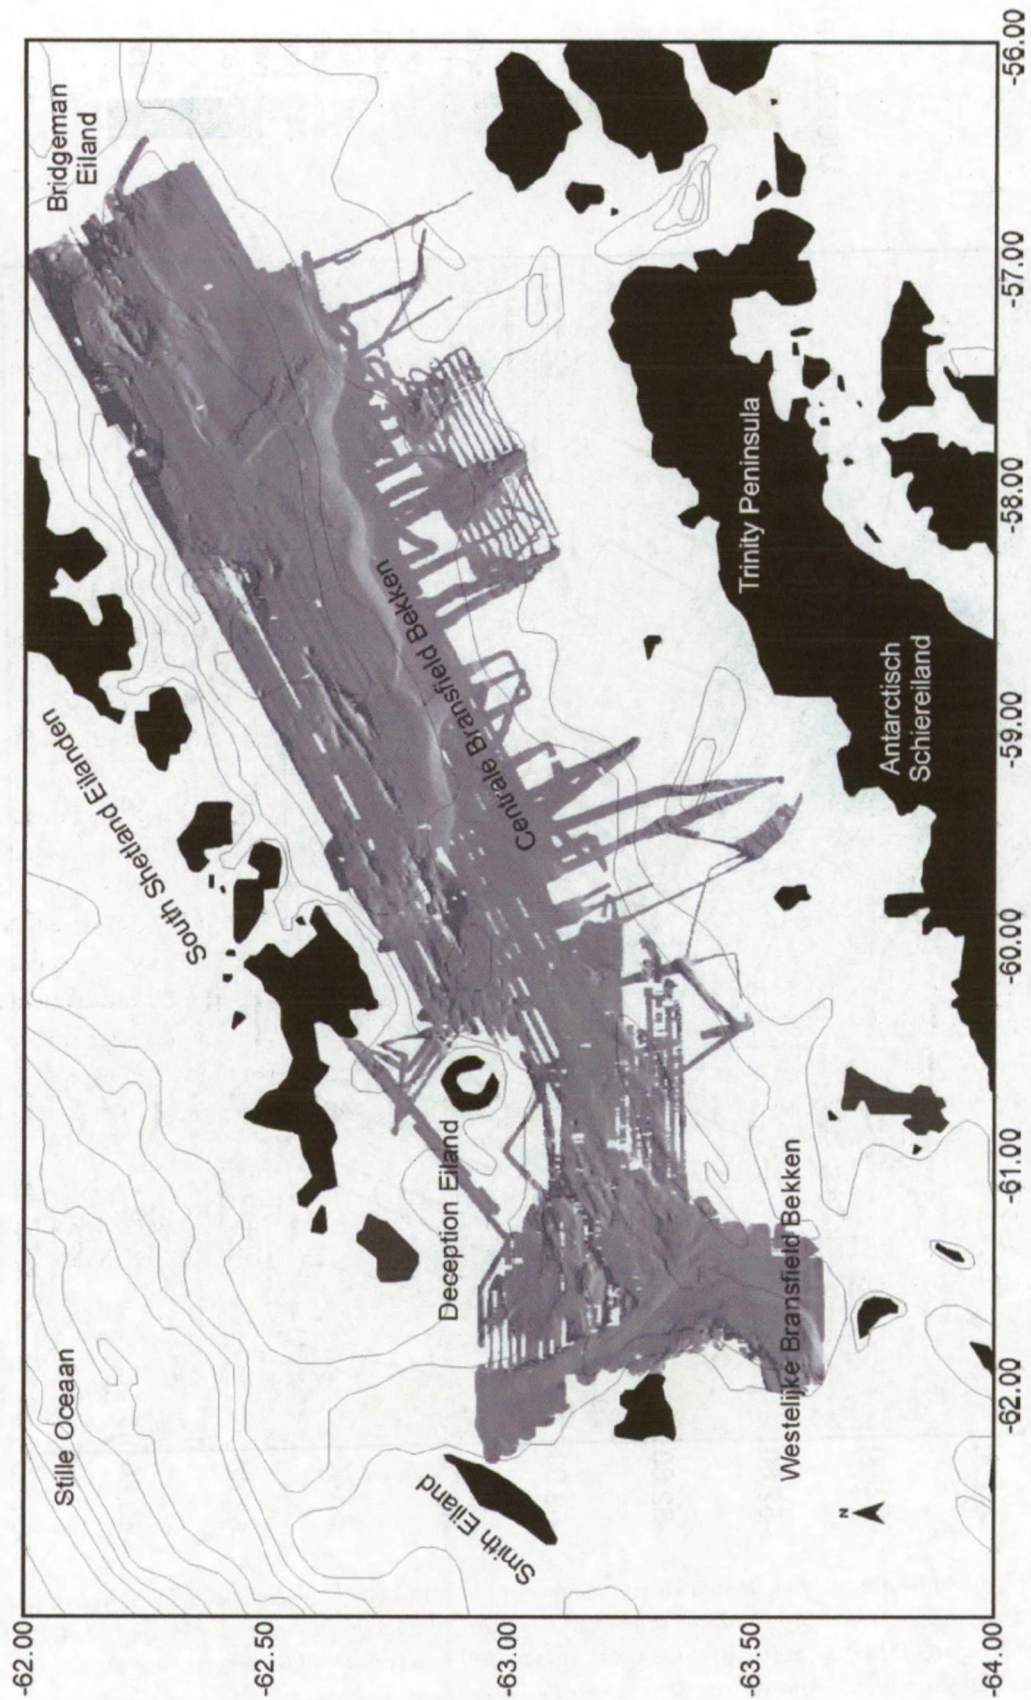 Stille Oceaan
Bridgeman
Eiland
South Shetland Eilanden
Smith Eiland
Deception Eiland
Centrale Bransfield Bekken
Westelijke Bransfield Bekken
Trinity Peninsula
Antarctisch
Schiereiland
N
-62.00
-62.50
-63.00
-63.50
-64.00
-62.00
-61.00
-60.00
-59.00
-58.00
-57.00
-56.00